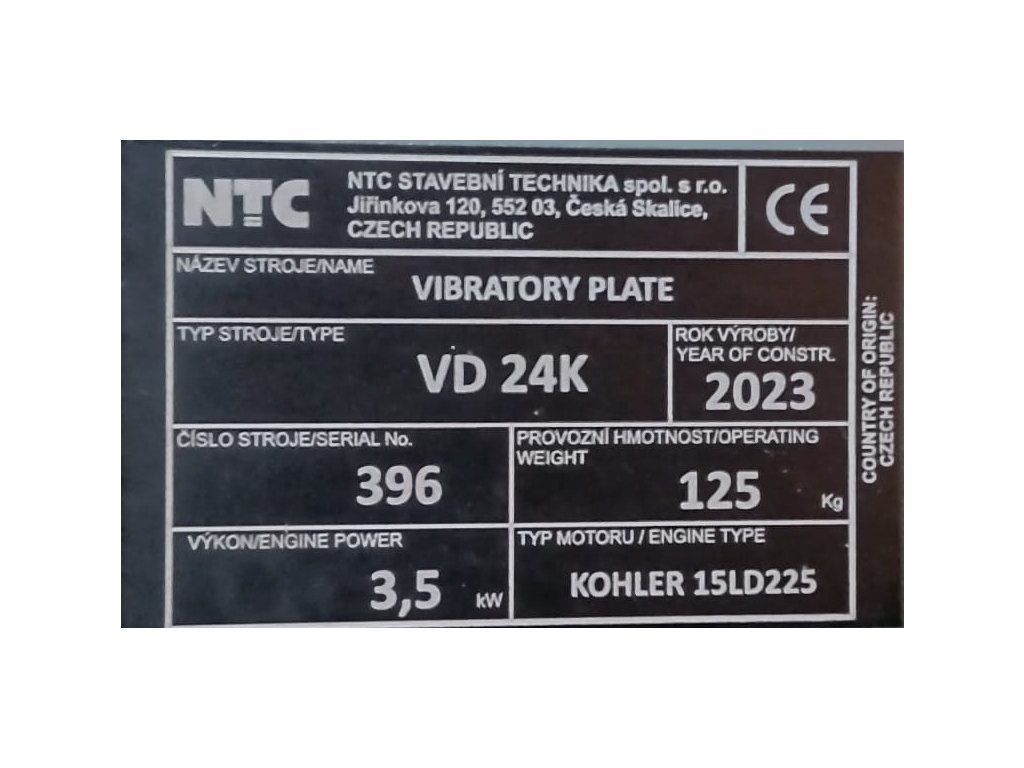 NTC
NTC STAVEBNÍ TECHNIKA spol. s r.o.
Jiřinkova 120, 552 03, Česká Skalice,
CZECH REPUBLIC
CE
NÁZEV STROJE/NAME
VIBRATORY PLATE
TYP STROJE/TYPE
VD 24K
ROK VÝROBY/
YEAR OF CONSTR.
2023
ČÍSLO STROJE/SERIAL No.
396
PROVOZNÍ HMOTNOST/OPERATING
WEIGHT
125 Kg
VÝKON/ENGINE POWER
3,5 kW
TYP MOTORU / ENGINE TYPE
KOHLER 15LD225
COUNTRY OF ORIGIN:
CZECH REPUBLIC